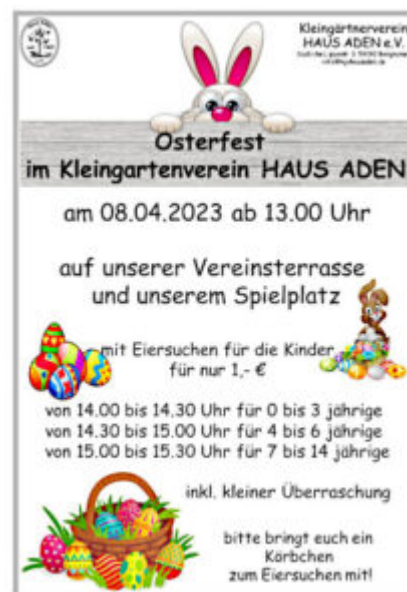 Kleingärtnerverein
HAUS ADEN e.V.
Osterfest
im Kleingartenverein HAUS ADEN
am 08.04.2023 ab 13.00 Uhr
auf unserer Vereinsterrasse
und unserem Spielplatz
mit Eiersuchen für die Kinder
für nur 1,- €
von 14.00 bis 14.30 Uhr für 0 bis 3 jährige
von 14.30 bis 15.00 Uhr für 4 bis 6 jährige
von 15.00 bis 15.30 Uhr für 7 bis 14 jährige
inkl. kleiner Überraschung
bitte bringt euch ein
Körbchen
zum Eiersuchen mit!